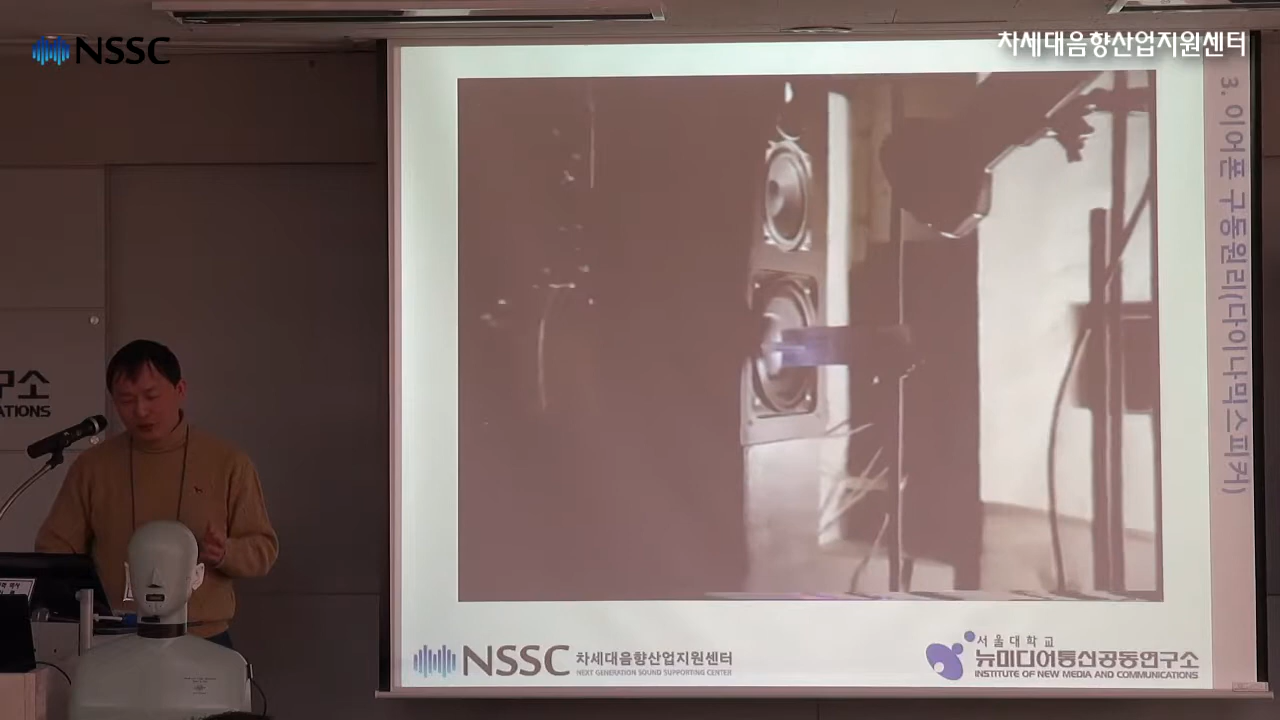 NSSC
차세대음향산업지원센터
3. 이어폰 구동원리(다이나믹스피커)
구소
ATIONS
NSSC 차세대음향산업지원센터
NEXT GENERATION SOUND SUPPORTING CENTER
서울대학교
뉴미디어통신공동연구소
INSTITUTE OF NEW MEDIA AND COMMUNICATIONS